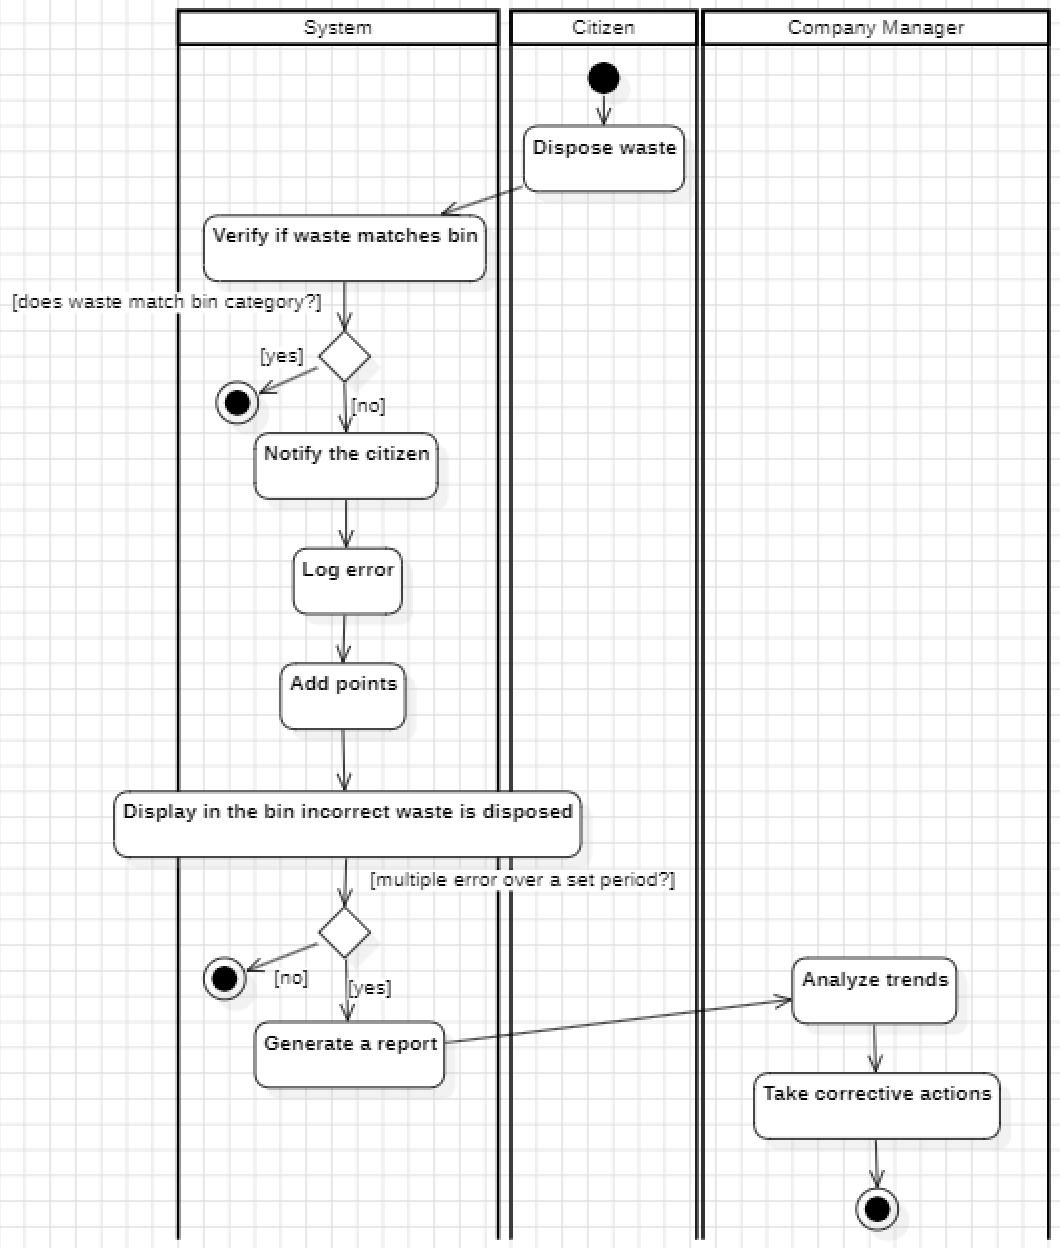 System
Citizen
Company Manager
Dispose waste
Verify if waste matches bin
[does waste match bin category?]
[yes]
[no]
Notify the citizen
Log error
Add points
Display in the bin incorrect waste is disposed
[multiple error over a set period?]
[no]
[yes]
Analyze trends
Generate a report
Take corrective actions